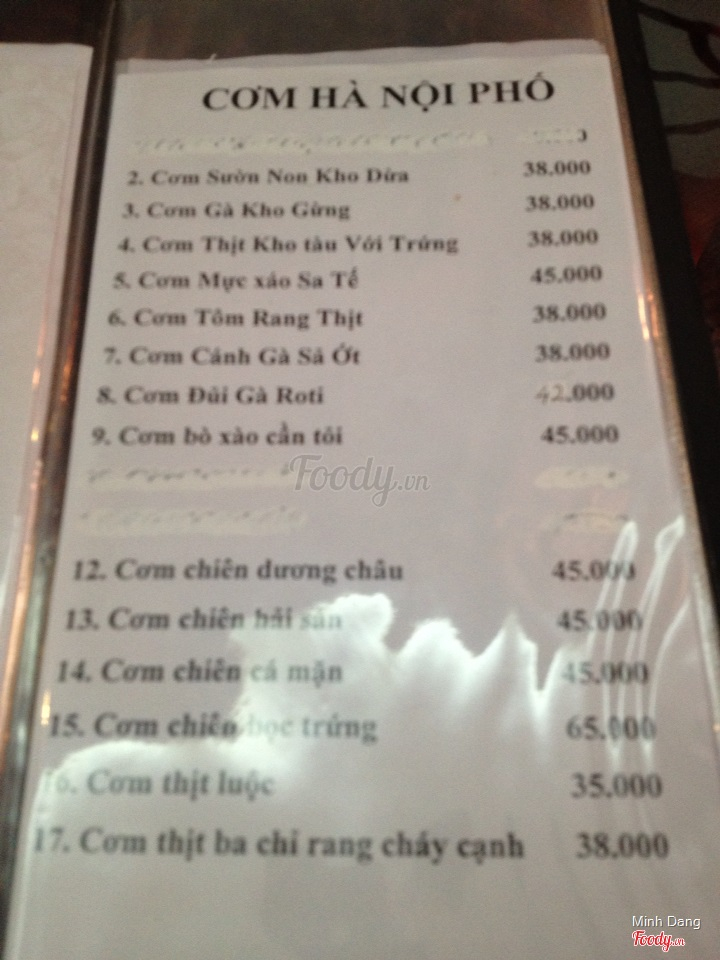 CƠM HÀ NỘI PHỐ
2. Cơm Sườn Non Kho Dừa 38.000
3. Cơm Gà Kho Gừng 38.000
4. Cơm Thịt Kho tàu Với Trứng 38.000
5. Cơm Mực xáo Sa Tế 45.000
6. Cơm Tôm Rang Thịt 38.000
7. Cơm Cánh Gà Sả Ớt 38.000
8. Cơm Đùi Gà Roti 42.000
9. Cơm bò xào cần tỏi 45.000
Foody.vn
12. Cơm chiên dương châu 45.000
13. Cơm chiên hải sản 45.000
14. Cơm chiên cá mặn 45.000
15. Cơm chiên bọc trứng 65.000
16. Cơm thịt luộc 35.000
17. Cơm thịt ba chỉ rang cháy cạnh 38.000
Minh Dang
Foody.vn